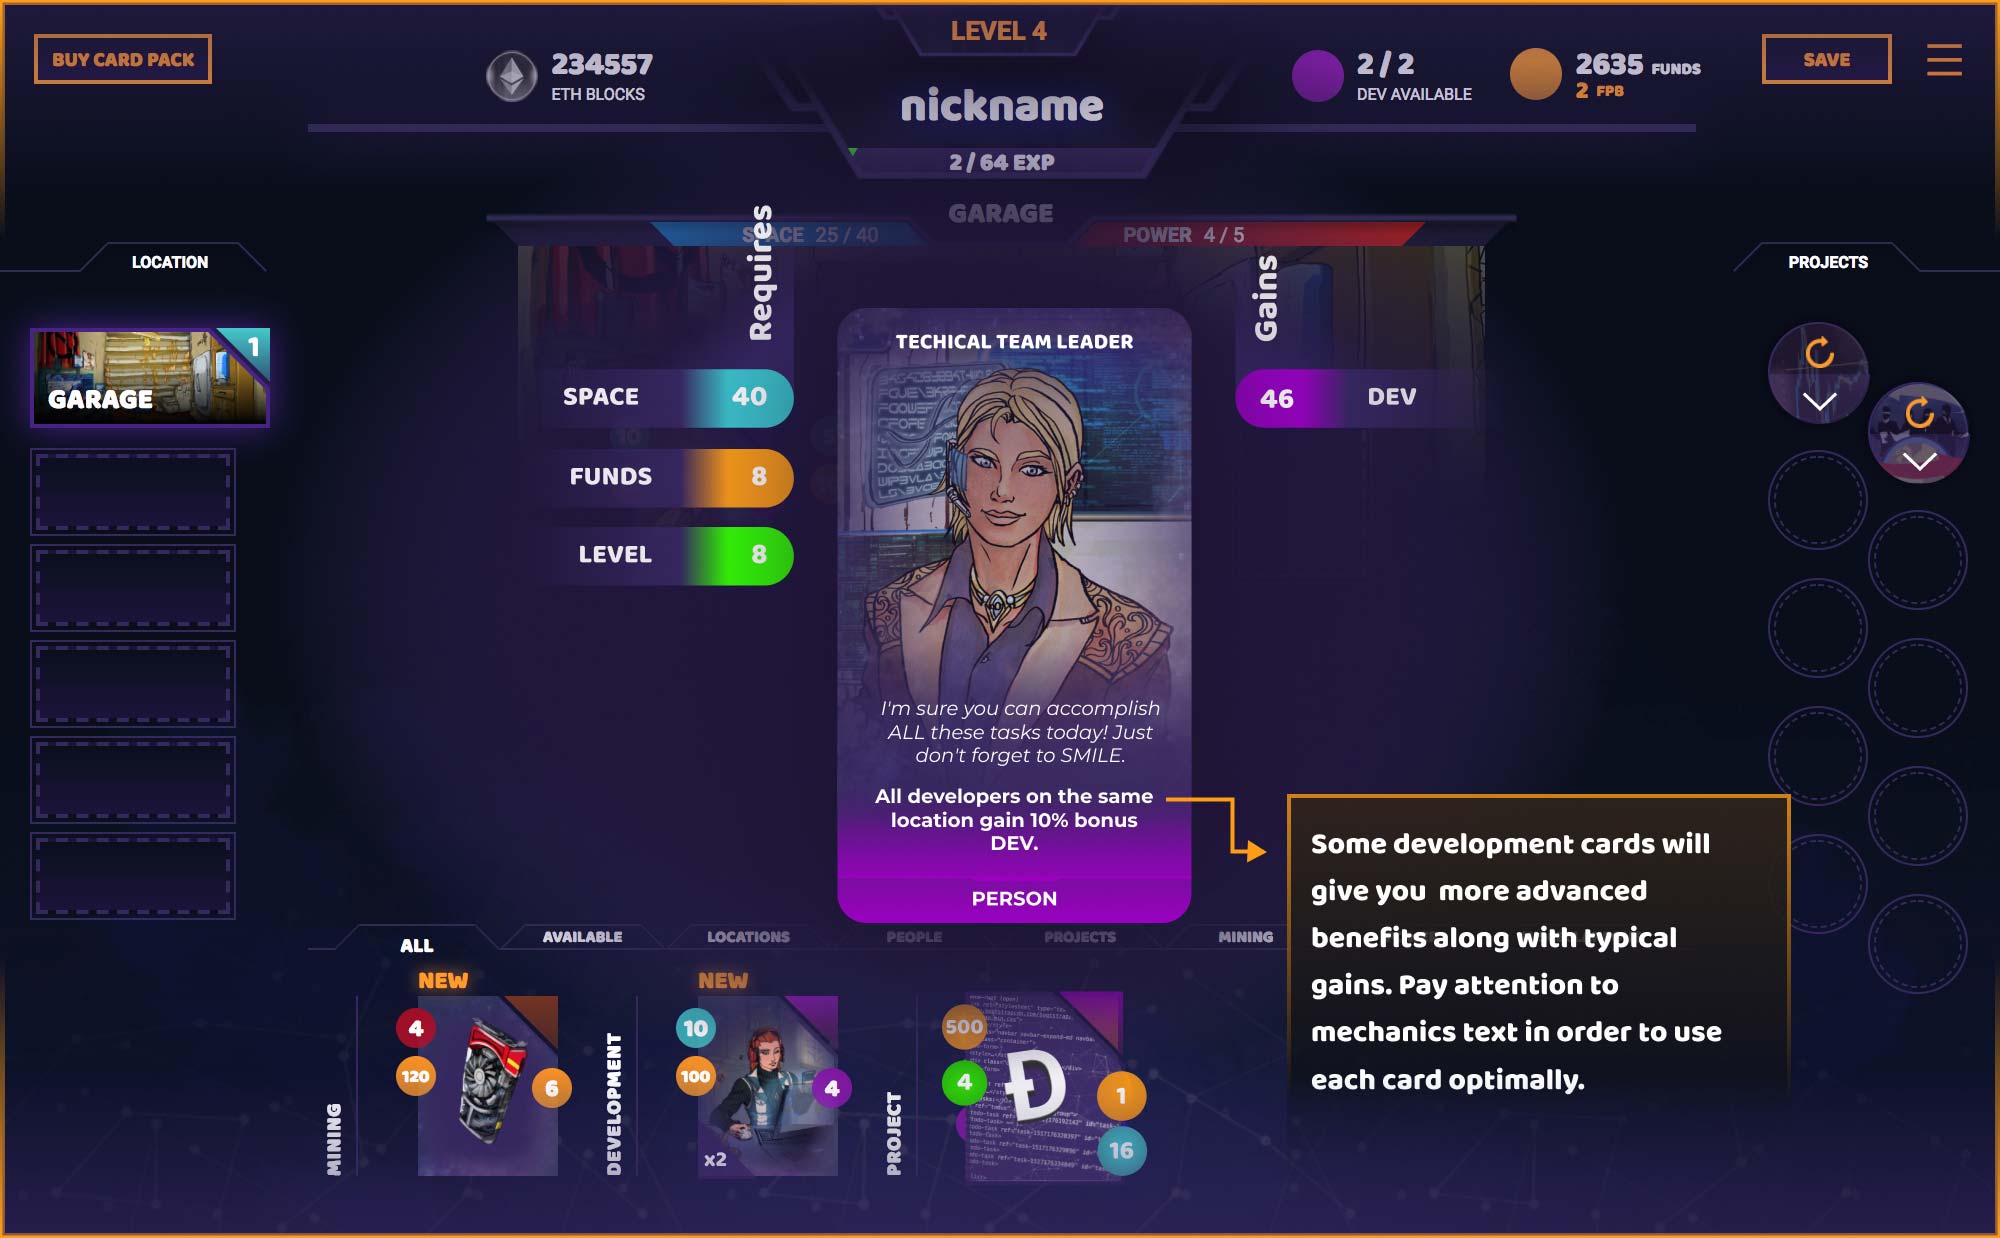 LEVEL 4
BUY CARD PACK
234557
ETH BLOCKS
nickname
2 / 2
DEV AVAILABLE
2635 FUNDS
2 FPB
SAVE
2 / 64 EXP
GARAGE
SPACE 25 / 40
POWER 4 / 5
LOCATION
PROJECTS
1
GARAGE
Requires
Gains
SPACE 40
FUNDS 8
LEVEL 8
TECHICAL TEAM LEADER
46 DEV
I'm sure you can accomplish
ALL these tasks today! Just
don't forget to SMILE.
All developers on the same
location gain 10% bonus
DEV.
PERSON
Some development cards will
give you  more advanced
benefits along with typical
gains. Pay attention to
mechanics text in order to use
each card optimally.
ALL
AVAILABLE
LOCATIONS
PEOPLE
PROJECTS
MINING
NEW
NEW
MINING
4
120
6
DEVELOPMENT
10
100
4
x2
PROJECT
500
4
1
16